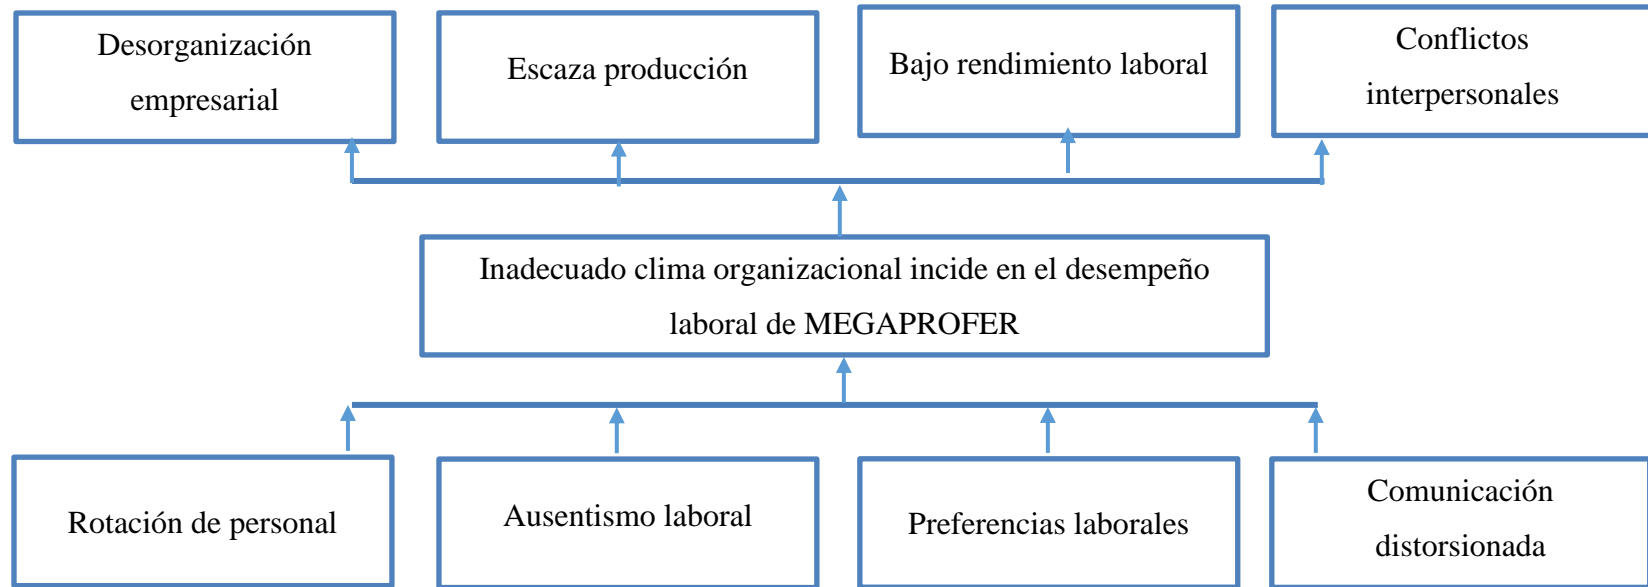 Desorganización
empresarial
Escaza producción
Bajo rendimiento laboral
Conflictos
interpersonales
Inadecuado clima organizacional incide en el desempeño
laboral de MEGAPROFER
Rotación de personal
Ausentismo laboral
Preferencias laborales
Comunicación
distorsionada